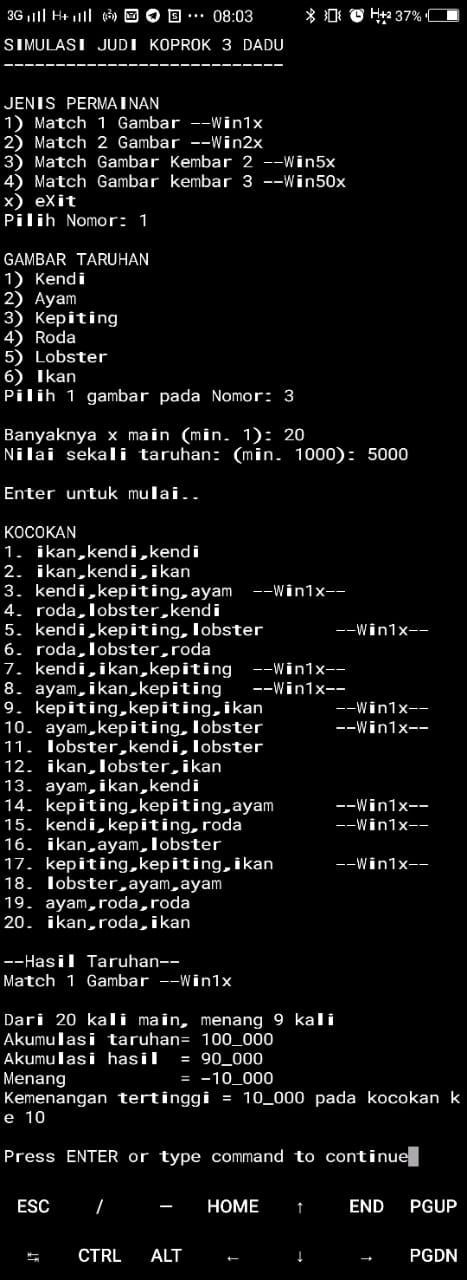 3G H+ ... 08:03 H+2 37%
SIMULASI JUDI KOPROK 3 DADU
---------------------------
JENIS PERMAINAN
1) Match 1 Gambar --Win1x
2) Match 2 Gambar --Win2x
3) Match Gambar Kembar 2 --Win5x
4) Match Gambar kembar 3 --Win50x
x) eXit
Pilih Nomor: 1
GAMBAR TARUHAN
1) Kendi
2) Ayam
3) Kepiting
4) Roda
5) Lobster
6) Ikan
Pilih 1 gambar pada Nomor: 3
Banyaknya x main (min. 1): 20
Nilai sekali taruhan: (min. 1000): 5000
Enter untuk mulai..
KOCOKAN
1. ikan,kendi,kendi
2. ikan,kendi,ikan
3. kendi,kepiting,ayam --Win1x--
4. roda,lobster,kendi
5. kendi,kepiting,lobster --Win1x--
6. roda,lobster,roda
7. kendi,ikan,kepiting --Win1x--
8. ayam,ikan,kepiting --Win1x--
9. kepiting,kepiting,ikan --Win1x--
10. ayam,kepiting,lobster --Win1x--
11. lobster,kendi,lobster
12. ikan,lobster,ikan
13. ayam,ikan,kendi
14. kepiting,kepiting,ayam --Win1x--
15. kendi,kepiting,roda --Win1x--
16. ikan,ayam,lobster
17. kepiting,kepiting,ikan --Win1x--
18. lobster,ayam,ayam
19. ayam,roda,roda
20. ikan,roda,ikan
--Hasil Taruhan--
Match 1 Gambar --Win1x
Dari 20 kali main, menang 9 kali
Akumulasi taruhan= 100_000
Akumulasi hasil = 90_000
Menang = -10_000
Kemenangan tertinggi = 10_000 pada kocokan k
e 10
Press ENTER or type command to continue
ESC / — HOME ↑ END PGUP
↹ CTRL ALT ← ↓ → PGDN